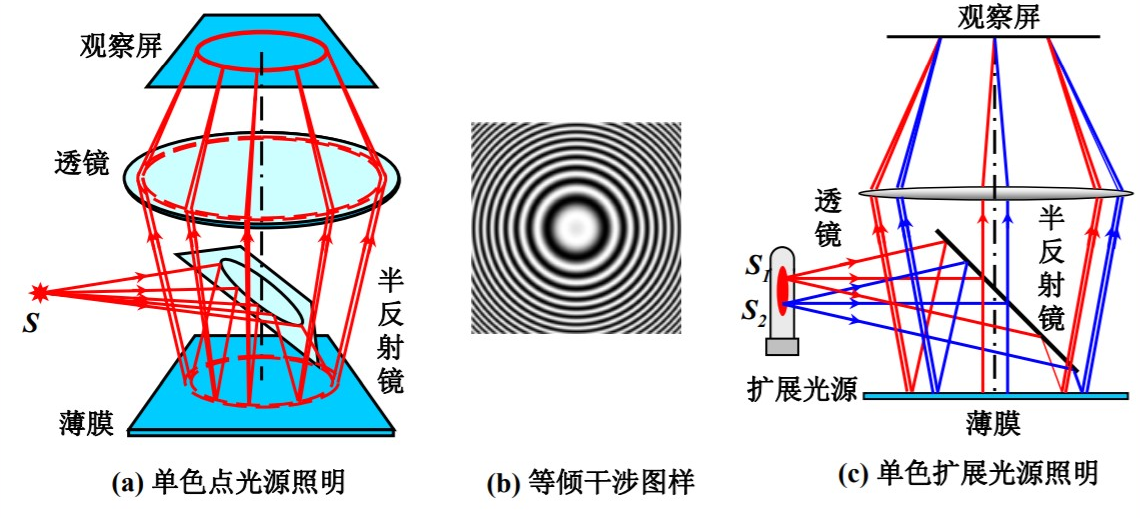 观察屏
透镜
S
半反射镜
薄膜
(a) 单色点光源照明
(b) 等倾干涉图样
观察屏
透镜
半反射镜
S1
S2
扩展光源
薄膜
(c) 单色扩展光源照明